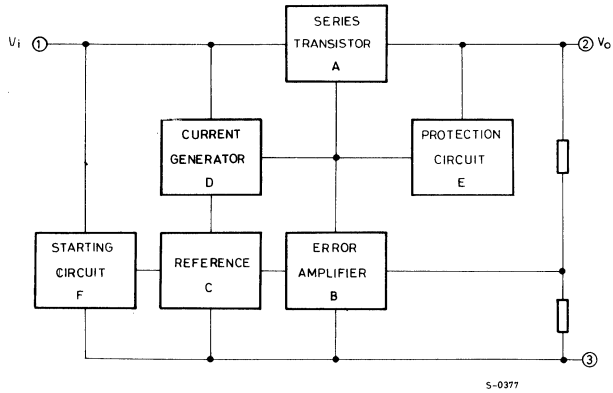 Vi 1
SERIES
TRANSISTOR
A
2 Vo
CURRENT
GENERATOR
D
PROTECTION
CIRCUIT
E
STARTING
CIRCUIT
F
REFERENCE
C
ERROR
AMPLIFIER
B
3
S-0377